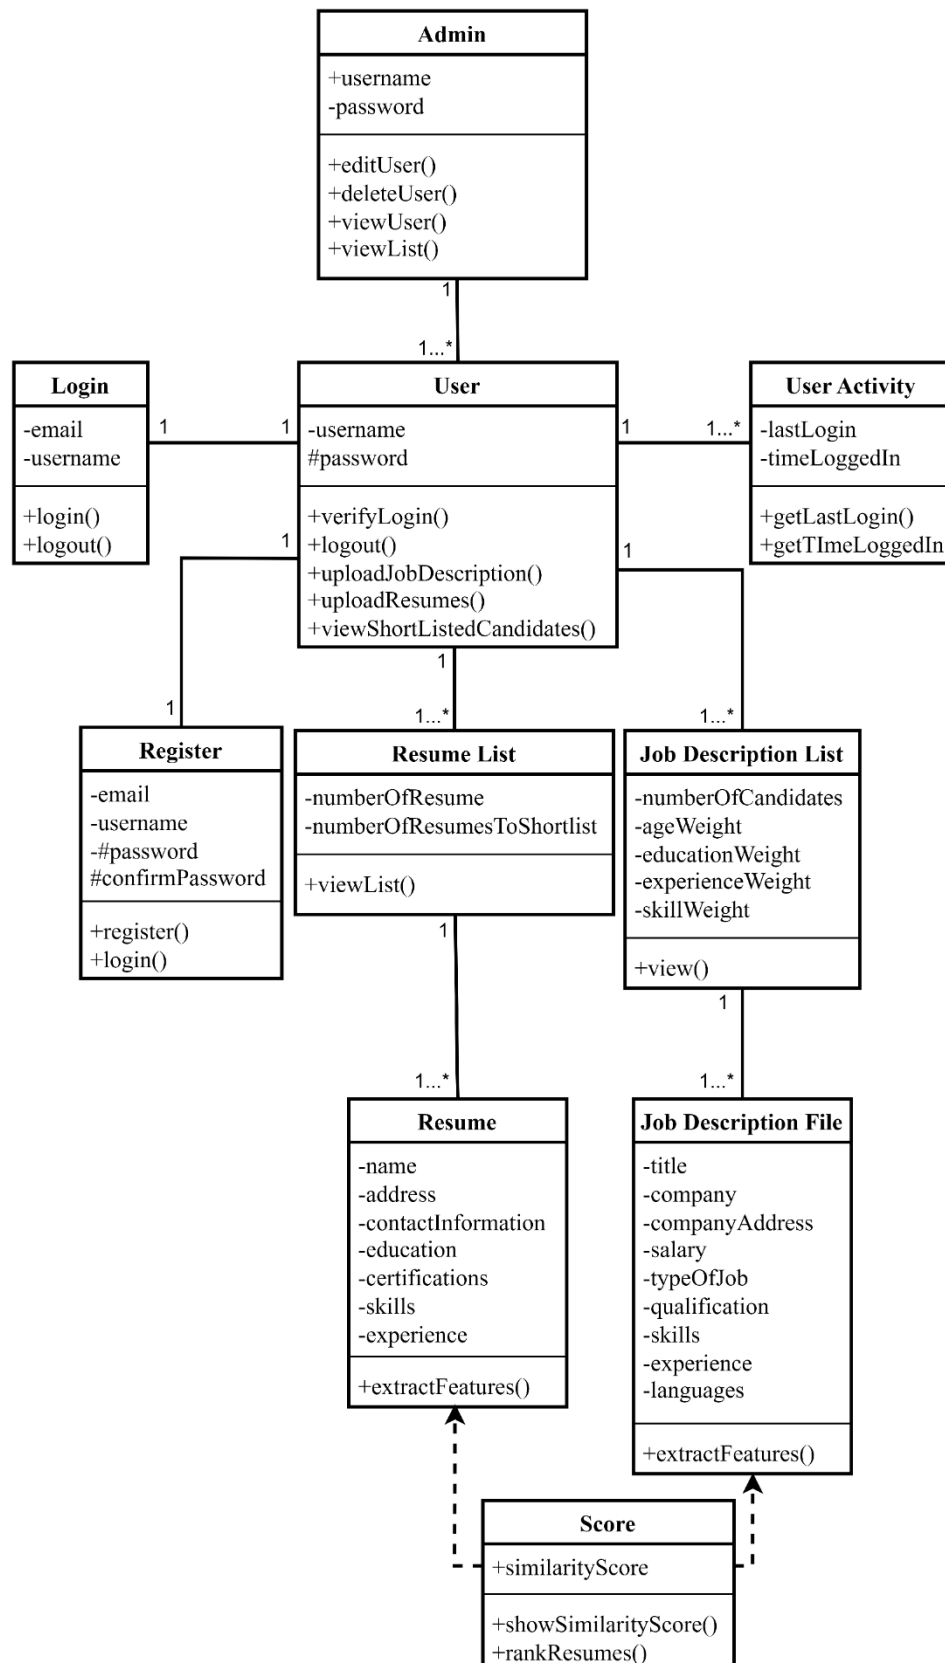 Admin
+username
-password
+editUser()
+deleteUser()
+viewUser()
+viewList()
1
1...*
Login
-email
-username
+login()
+logout()
1
1
User
-username
#password
+verifyLogin()
+logout()
+uploadJobDescription()
+uploadResumes()
+viewShortListedCandidates()
1
1...*
User Activity
-lastLogin
-timeLoggedIn
+getLastLogin()
+getTImeLoggedIn
1
1
1
1...*
1
1...*
Register
-email
-username
-#password
#confirmPassword
+register()
+login()
Resume List
-numberOfResume
-numberOfResumesToShortlist
+viewList()
Job Description List
-numberOfCandidates
-ageWeight
-educationWeight
-experienceWeight
-skillWeight
+view()
1
1...*
1
1...*
Resume
-name
-address
-contactInformation
-education
-certifications
-skills
-experience
+extractFeatures()
Job Description File
-title
-company
-companyAddress
-salary
-typeOfJob
-qualification
-skills
-experience
-languages
+extractFeatures()
Score
+similarityScore
+showSimilarityScore()
+rankResumes()